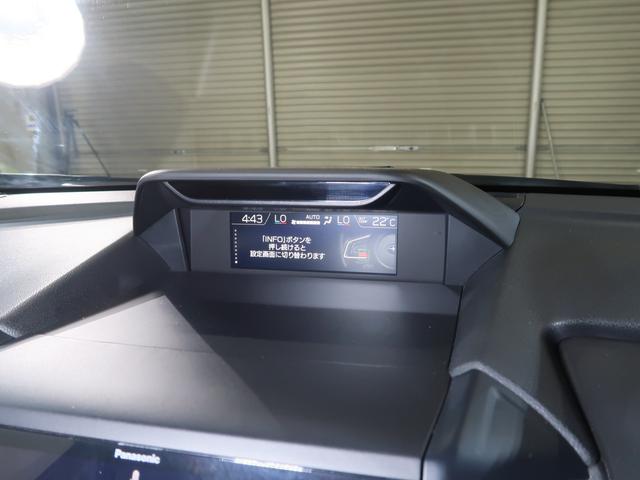 4:43 LO AUTO LO 22°C
「INFO」ボタンを
押し続けると
設定画面に切り替わります
Panasonic